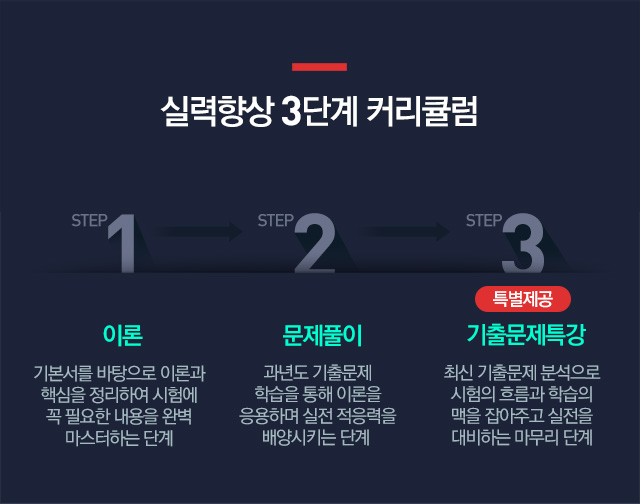 실력향상 3단계 커리큘럼
STEP 1
STEP 2
STEP 3
특별제공
이론
문제풀이
기출문제특강
기본서를 바탕으로 이론과
핵심을 정리하여 시험에
꼭 필요한 내용을 완벽
마스터하는 단계
과년도 기출문제
학습을 통해 이론을
응용하며 실전 적응력을
배양시키는 단계
최신 기출문제 분석으로
시험의 흐름과 학습의
맥을 잡아주고 실전을
대비하는 마무리 단계